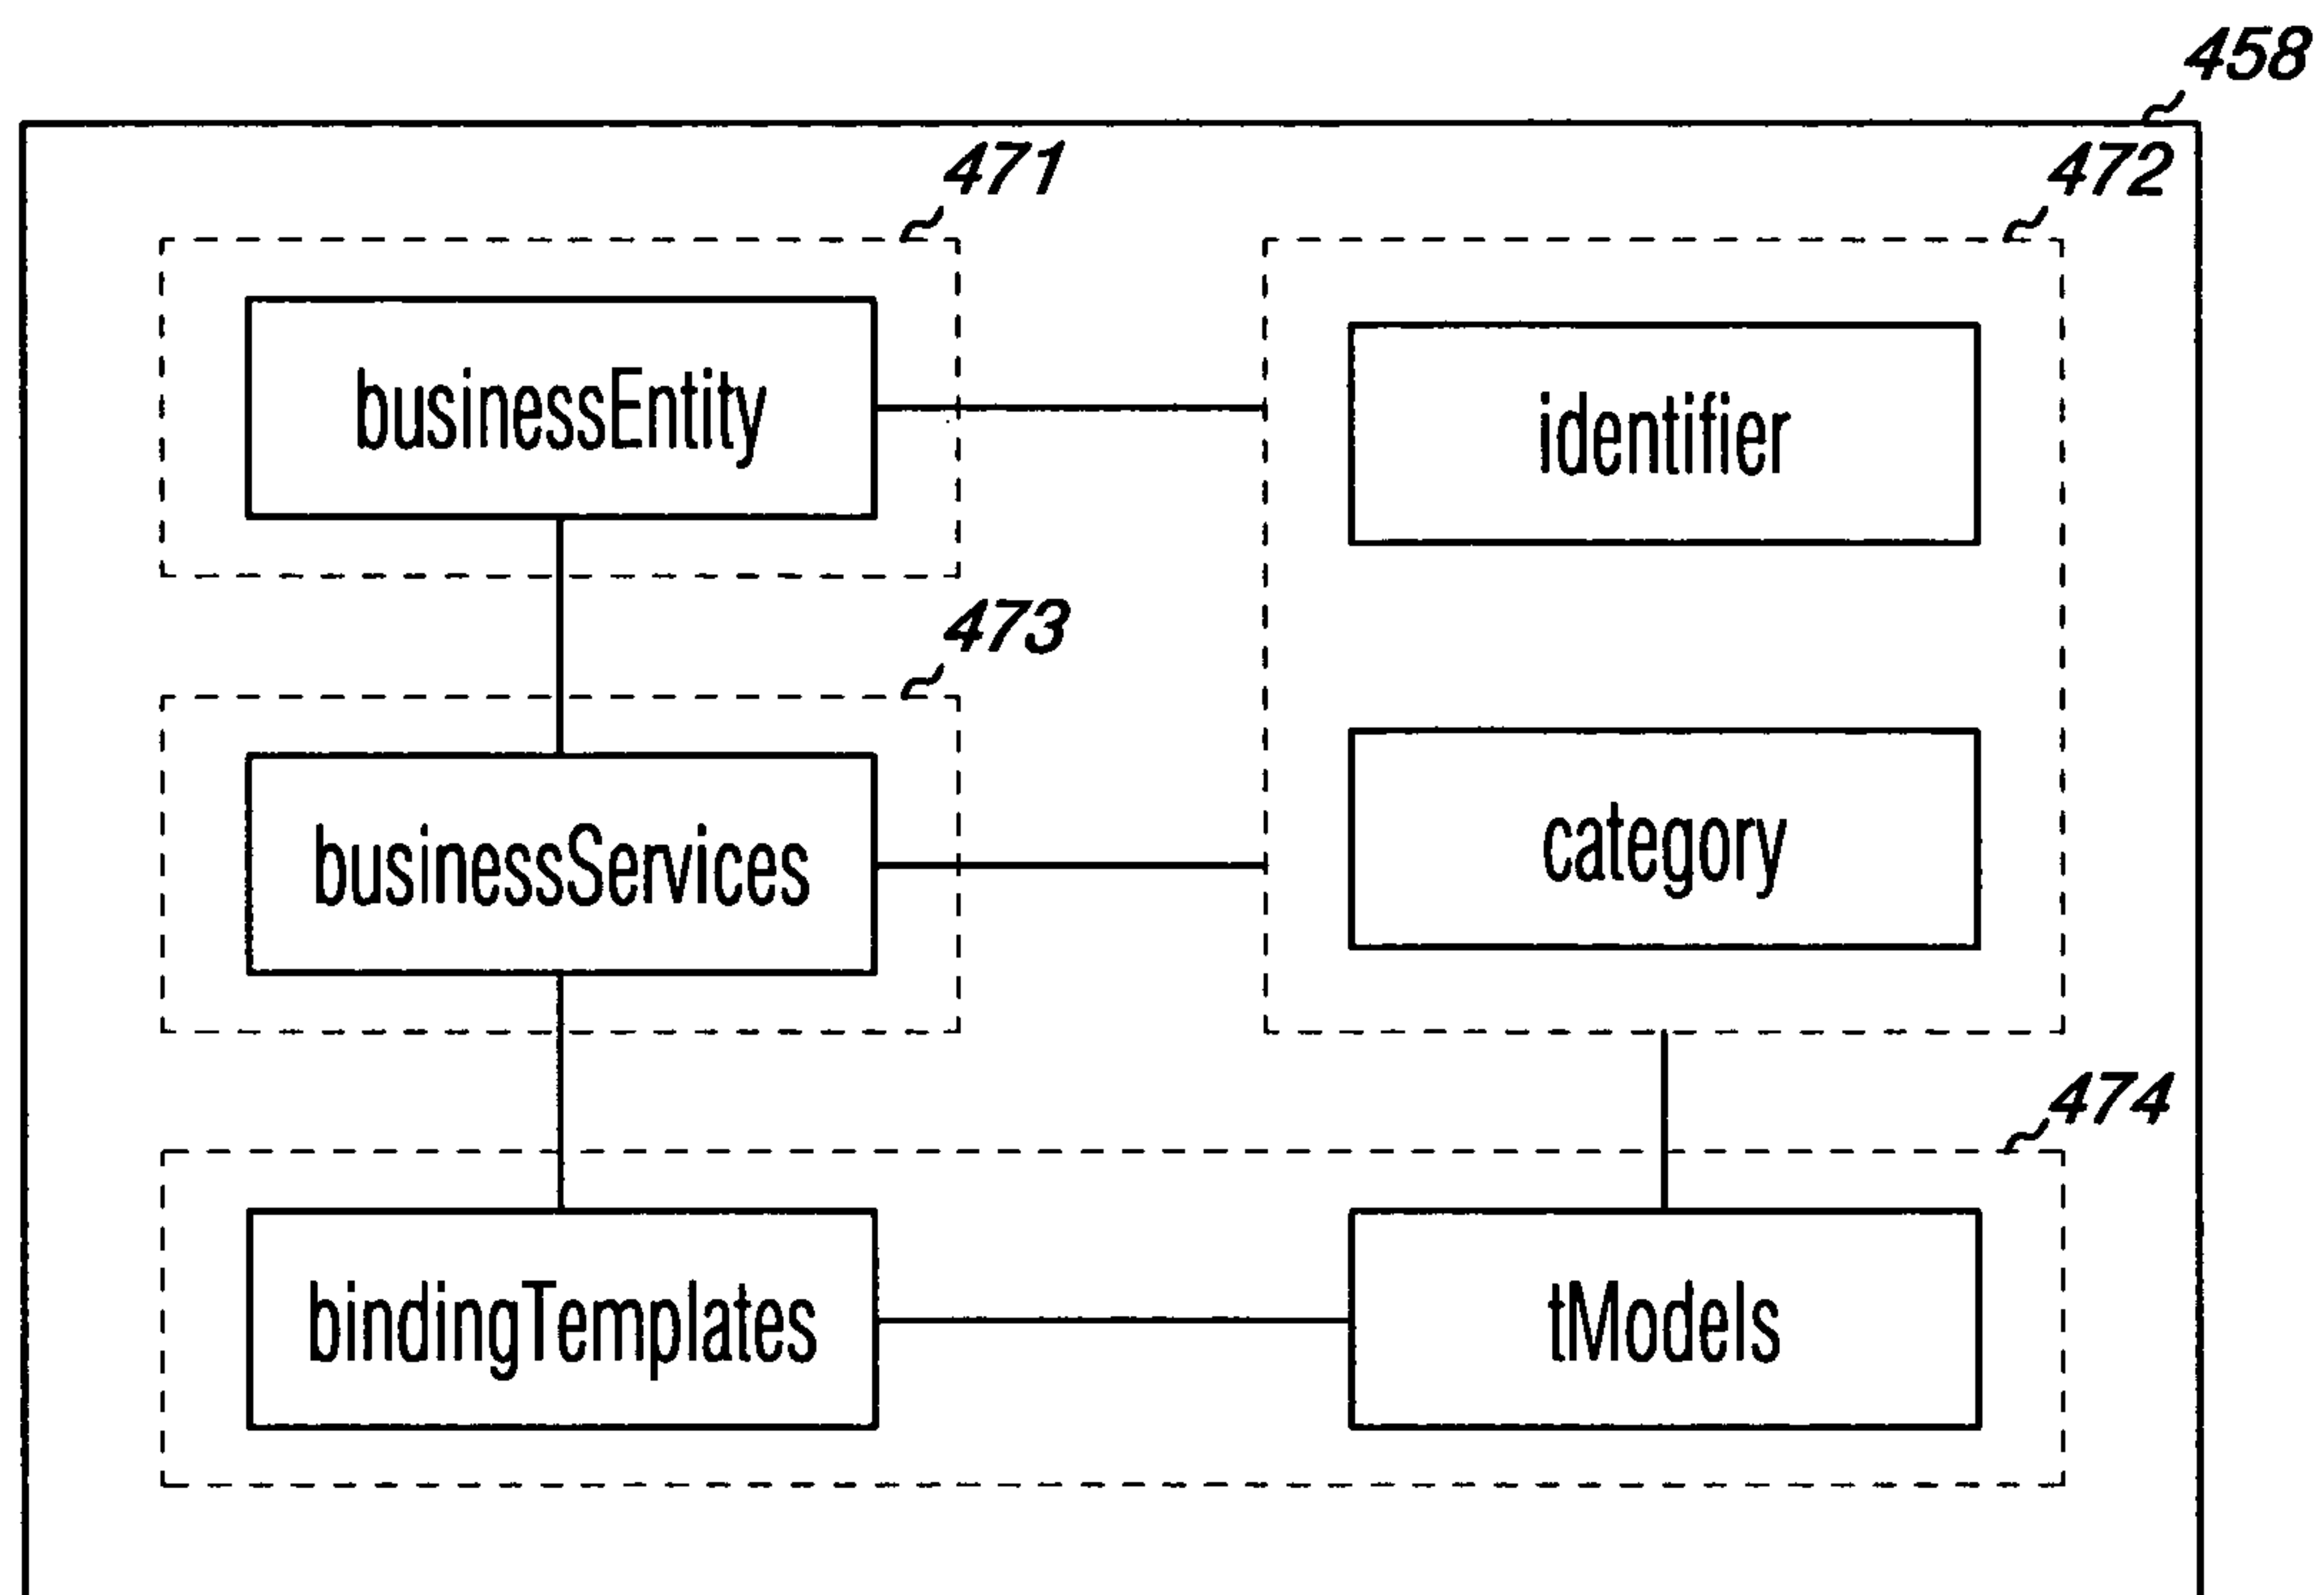 458
471
472
businessEntity
identifier
473
businessServices
category
474
bindingTemplates
tModels